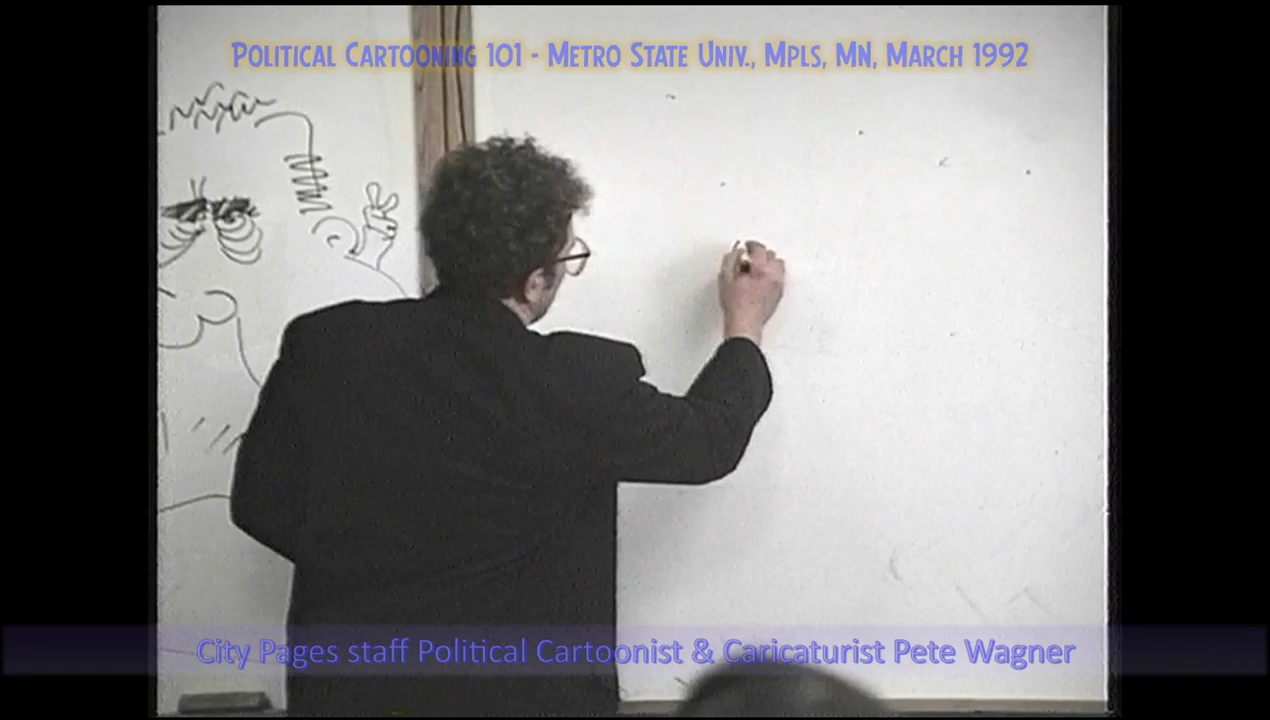 Political Cartooning 101 - Metro State Univ., Mpls, MN, March 1992
City Pages staff Political Cartoonist & Caricaturist Pete Wagner